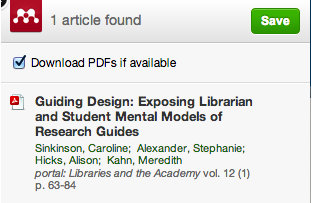 1 article found
Save
Download PDFs if available
Guiding Design: Exposing Librarian
and Student Mental Models of
Research Guides
Sinkinson, Caroline; Alexander, Stephanie;
Hicks, Alison; Kahn, Meredith
portal: Libraries and the Academy vol. 12 (1)
p. 63-84